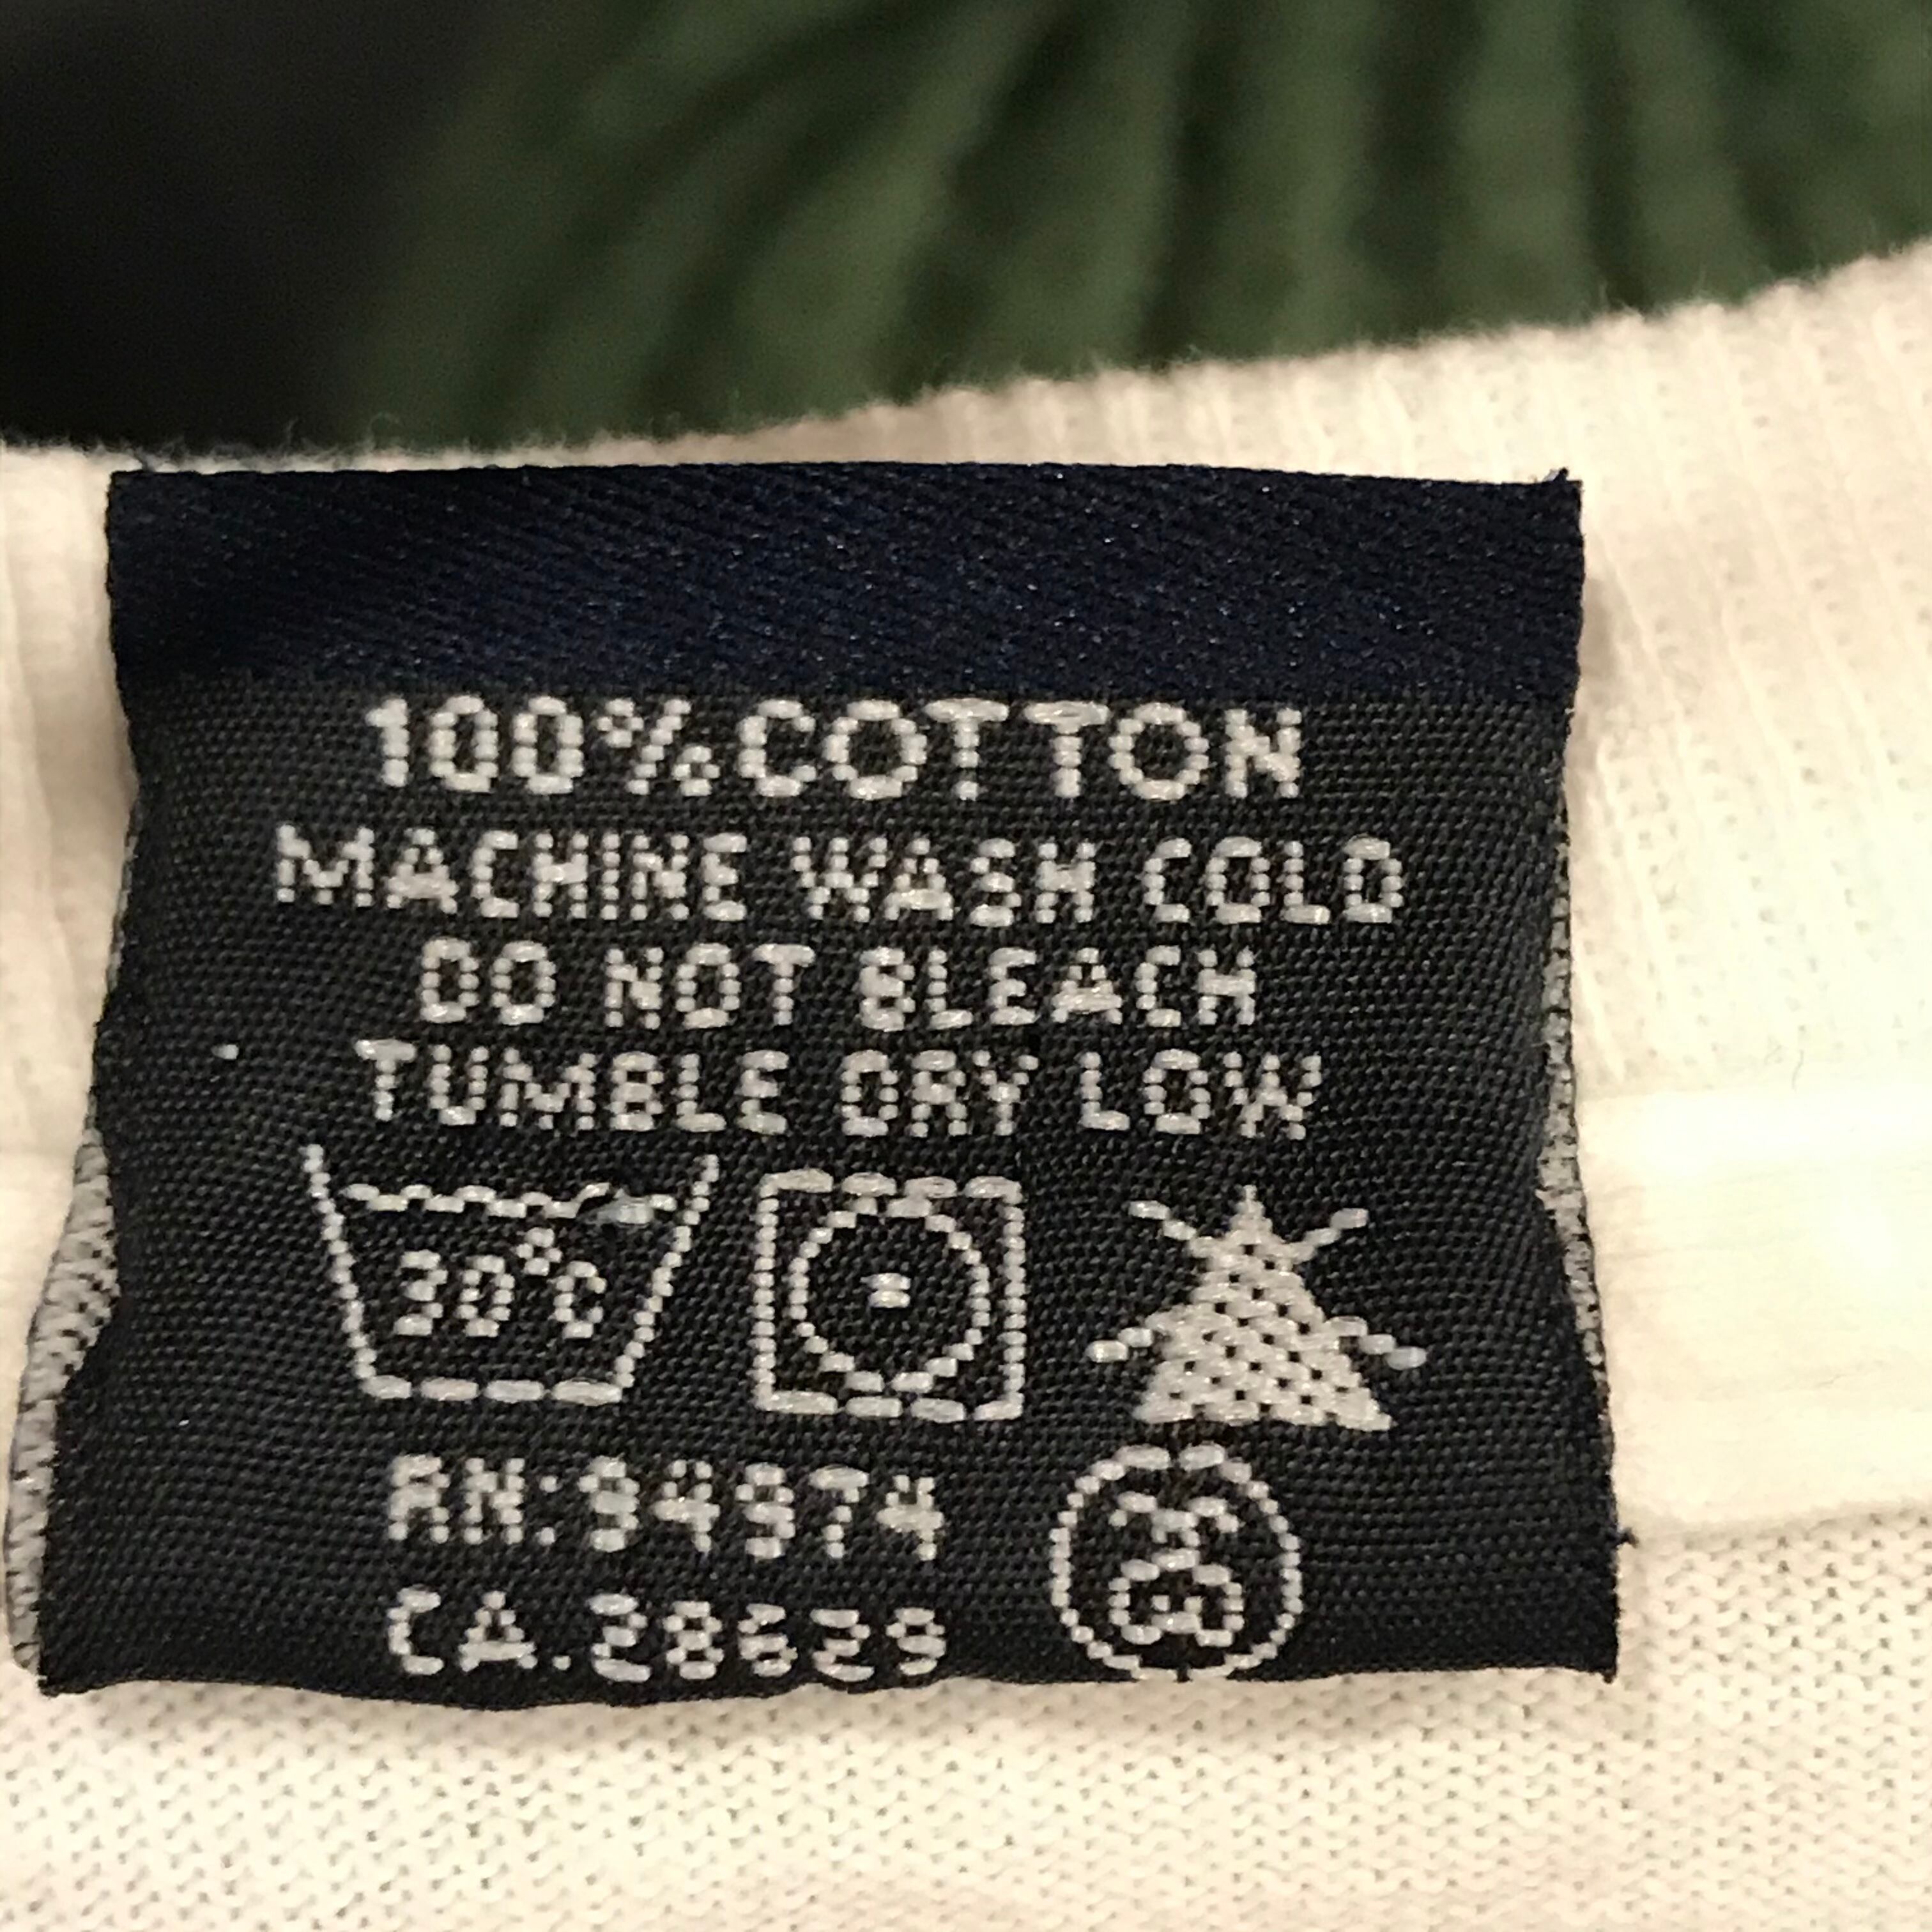 100% COTTON
MACHINE WASH COLD
DO NOT BLEACH
TUMBLE DRY LOW
30°C
RN:94974
CA.28629